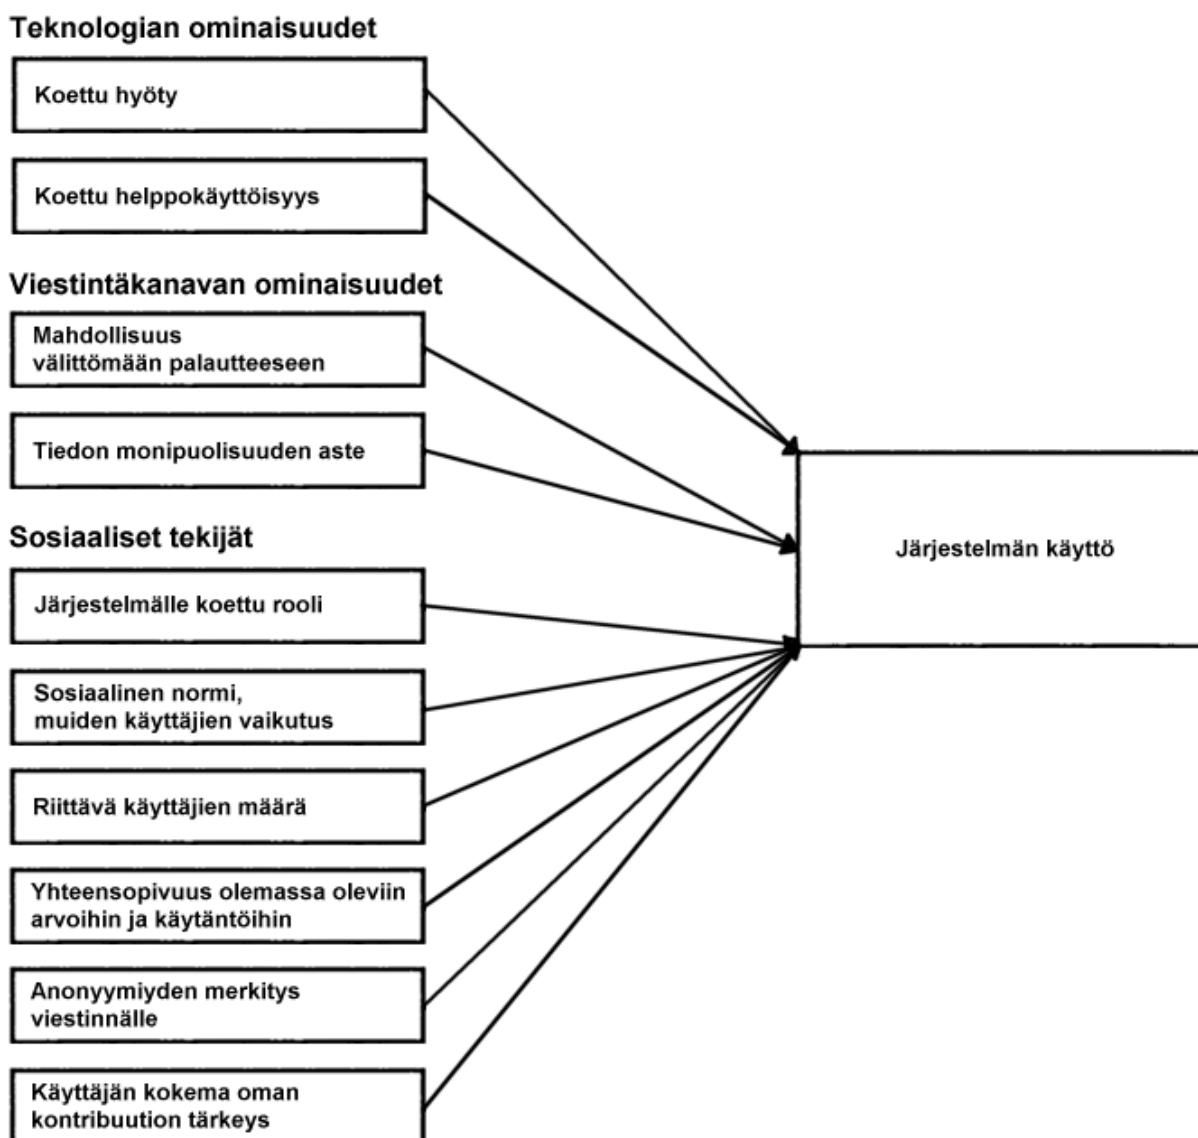 Teknologian ominaisuudet
Koettu hyöty
Koettu helppokäyttöisyys
Viestintäkanavan ominaisuudet
Mahdollisuus
välittömään palautteeseen
Tiedon monipuolisuuden aste
Sosiaaliset tekijät
Järjestelmälle koettu rooli
Sosiaalinen normi,
muiden käyttäjien vaikutus
Riittävä käyttäjien määrä
Yhteensopivuus olemassa oleviin
arvoihin ja käytäntöihin
Anonyymiyden merkitys
viestinnälle
Käyttäjän kokema oman
kontribuution tärkeys
Järjestelmän käyttö